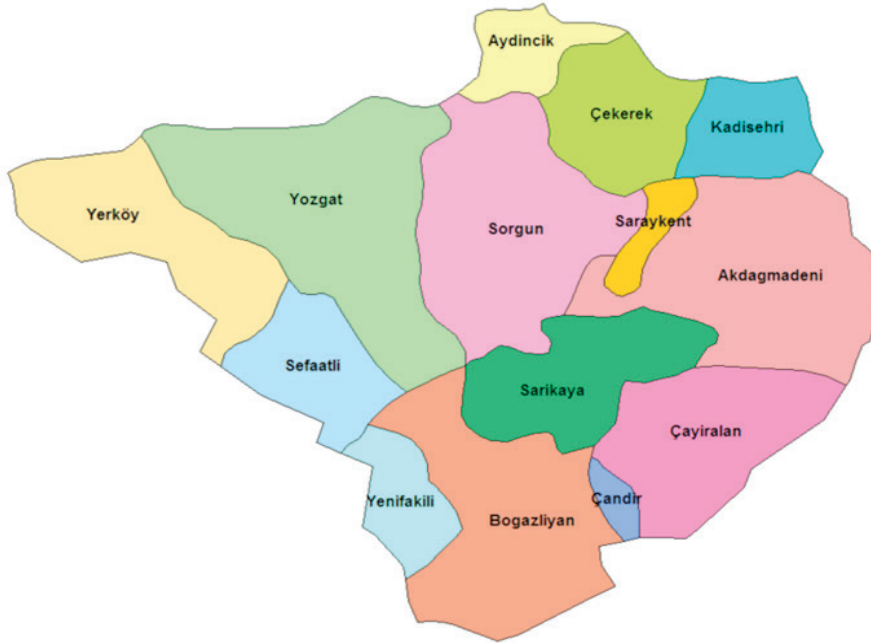 Aydincik
Çekerek
Kadisehri
Yozgat
Yerköy
Sorgun
Saraykent
Akdagmadeni
Sefaatli
Sarikaya
Çayiralan
Yenifakili
Çandir
Bogazliyan